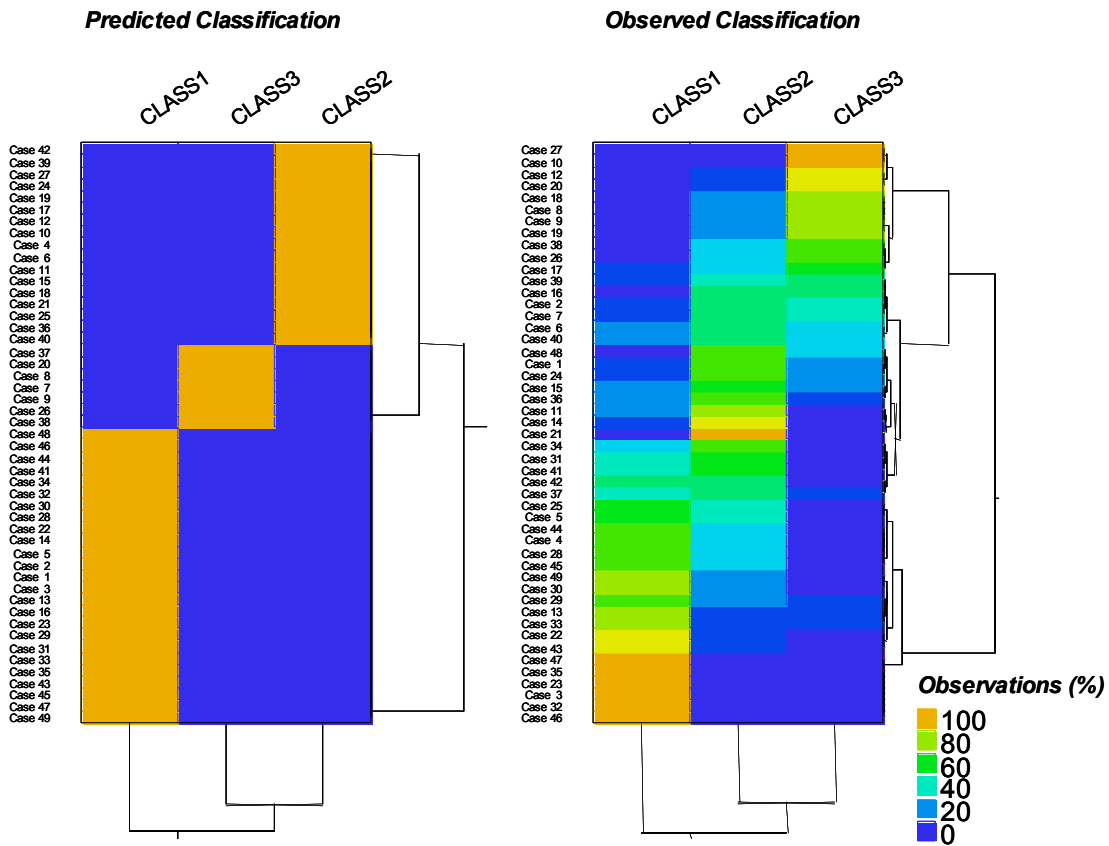 Predicted Classification
Observed Classification
CLASS1
CLASS3
CLASS2
CLASS1
CLASS2
CLASS3
Case 42
Case 39
Case 27
Case 24
Case 19
Case 17
Case 12
Case 10
Case 4
Case 6
Case 11
Case 15
Case 18
Case 21
Case 25
Case 36
Case 40
Case 37
Case 20
Case 8
Case 7
Case 9
Case 26
Case 38
Case 48
Case 46
Case 44
Case 41
Case 34
Case 32
Case 30
Case 28
Case 22
Case 14
Case 5
Case 2
Case 1
Case 3
Case 13
Case 16
Case 23
Case 29
Case 31
Case 33
Case 35
Case 43
Case 45
Case 47
Case 49
Case 27
Case 10
Case 12
Case 20
Case 18
Case 8
Case 9
Case 19
Case 38
Case 26
Case 17
Case 39
Case 16
Case 2
Case 7
Case 6
Case 40
Case 48
Case 1
Case 24
Case 15
Case 36
Case 11
Case 14
Case 21
Case 34
Case 31
Case 41
Case 42
Case 37
Case 25
Case 5
Case 44
Case 4
Case 28
Case 45
Case 49
Case 30
Case 29
Case 13
Case 33
Case 22
Case 43
Case 47
Case 35
Case 23
Case 3
Case 32
Case 46
Observations (%)
100
80
60
40
20
0